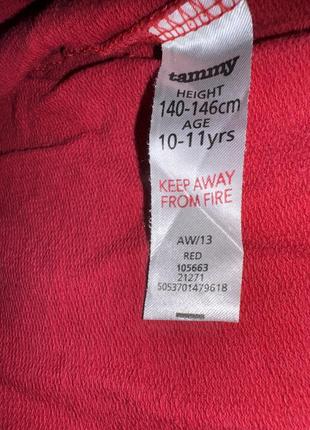 tammy
HEIGHT
140-146cm
AGE
10-11yrs
KEEP AWAY
FROM FIRE
AW/13
RED
105663
21271
5053701479618